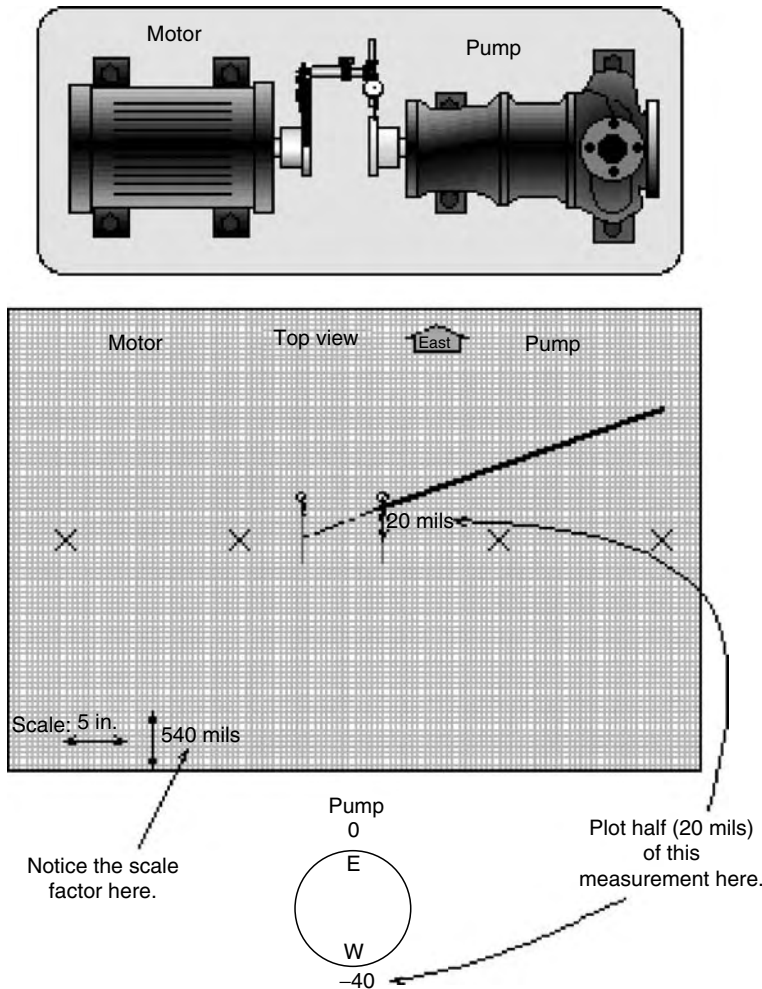 Motor
Pump
Motor
Top view
East
Pump
20 mils
Scale: 5 in.
540 mils
Pump
0
E
W
–40
Notice the scale
factor here.
Plot half (20 mils)
of this
measurement here.